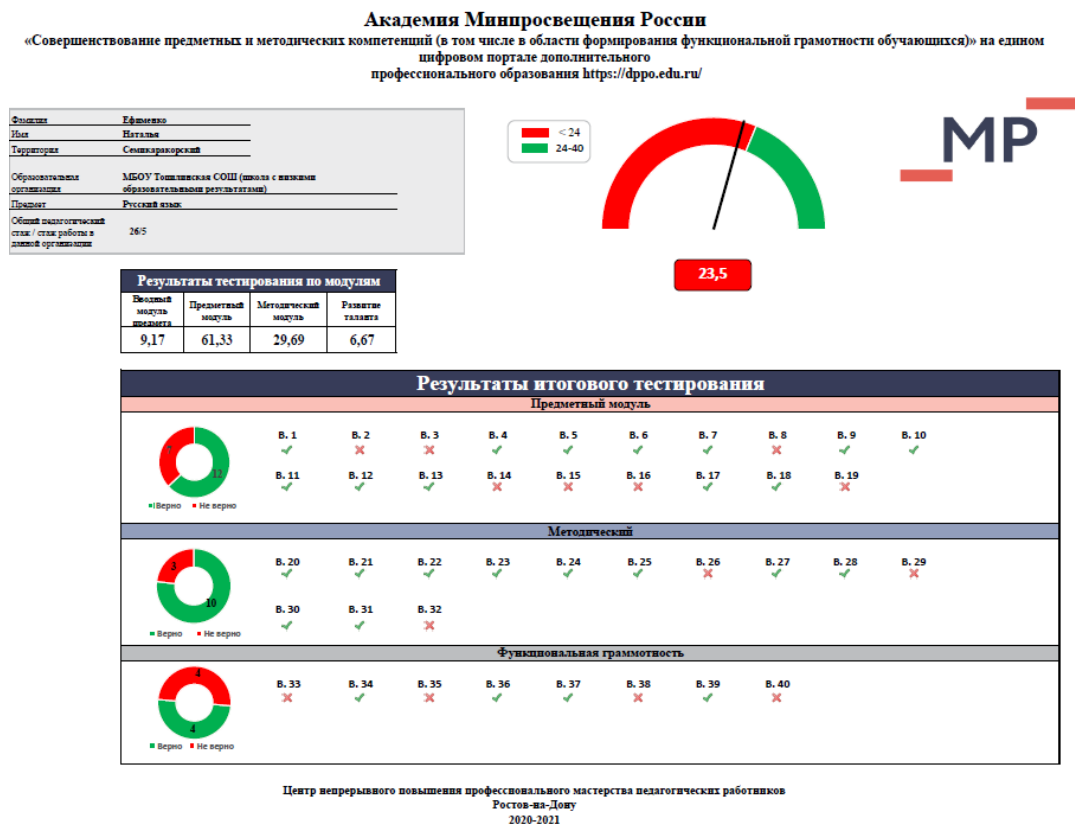 Академия Минпросвещения России
«Совершенствование предметных и методических компетенций (в том числе в области формирования функциональной грамотности обучающихся)» на едином
цифровом портале дополнительного
профессионального образования https://dppo.edu.ru/
Фамилия Ефименко
Имя Наталья
Территория Семикаракорский
Образовательная
организация
МБОУ Топилинская СОШ (школа с низкими
образовательными результатами)
Предмет Русский язык
Общий педагогический
стаж / стаж работы в
данной организации
26/5
< 24
24-40
23,5
МР
Результаты тестирования по модулям
Вводный
модуль
предмета
Предметный
модуль
Методический
модуль
Развитие
таланта
9,17 61,33 29,69 6,67
Результаты итогового тестирования
Предметный модуль
7
12
Верно Не верно
В. 1 В. 2 В. 3 В. 4 В. 5 В. 6 В. 7 В. 8 В. 9 В. 10
В. 11 В. 12 В. 13 В. 14 В. 15 В. 16 В. 17 В. 18 В. 19
Методический
3
10
Верно Не верно
В. 20 В. 21 В. 22 В. 23 В. 24 В. 25 В. 26 В. 27 В. 28 В. 29
В. 30 В. 31 В. 32
Функциональная граммотность
4
4
Верно Не верно
В. 33 В. 34 В. 35 В. 36 В. 37 В. 38 В. 39 В. 40
Центр непрерывного повышения профессионального мастерства педагогических работников
Ростов-на-Дону
2020-2021